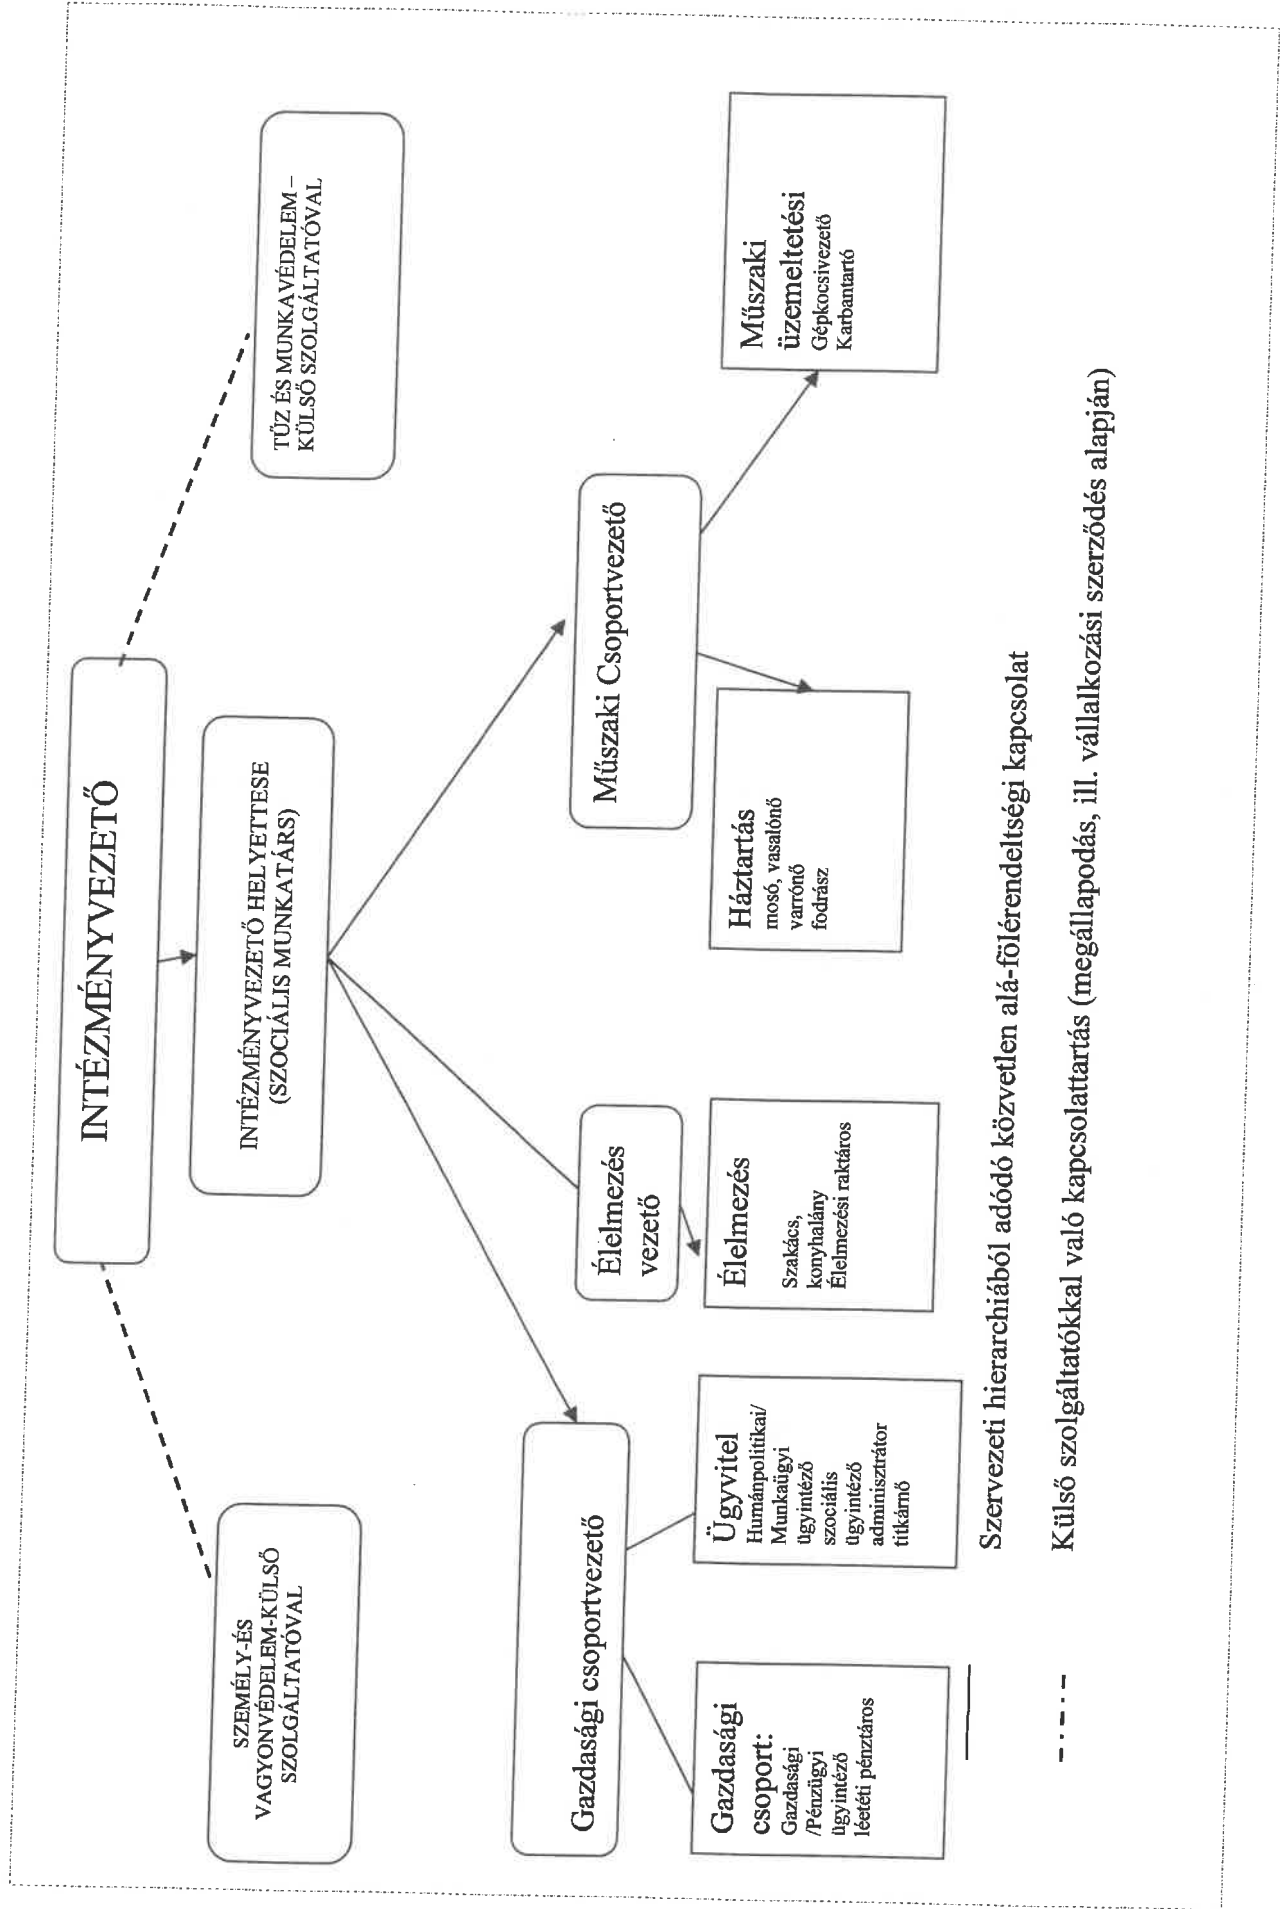 INTÉZMÉNYVEZETŐ
SZEMÉLY-ÉS
VAGYONVÉDELEM-KÜLSŐ
SZOLGÁLTATÓVAL
INTÉZMÉNYVEZETŐ HELYETTESE
(SZOCIÁLIS MUNKATÁRS)
TŰZ ÉS MUNKAVÉDELEM –
KÜLSŐ SZOLGÁLTATÓVAL
Gazdasági csoportvezető
Élelmezés
vezető
Műszaki Csoportvezető
Gazdasági
csoport:
Gazdasági
/Pénzügyi
ügyintéző
léetéti pénztáros
Ügyvitel
Humánpolitikai/
Munkaügyi
ügyintéző
szociális
ügyintéző
adminisztrátor
titkárnő
Élelmezés
Szakács,
konyhalány
Élelmezési raktáros
Háztartás
mosó, vasalónő
varrónő
fodrász
Műszaki
üzemeltetési
Gépkocsivezető
Karbantartó
Szervezeti hierarchiából adódó közvetlen alá-fölérendeltségi kapcsolat
Külső szolgáltatókkal való kapcsolattartás (megállapodás, ill. vállalkozási szerződés alapján)